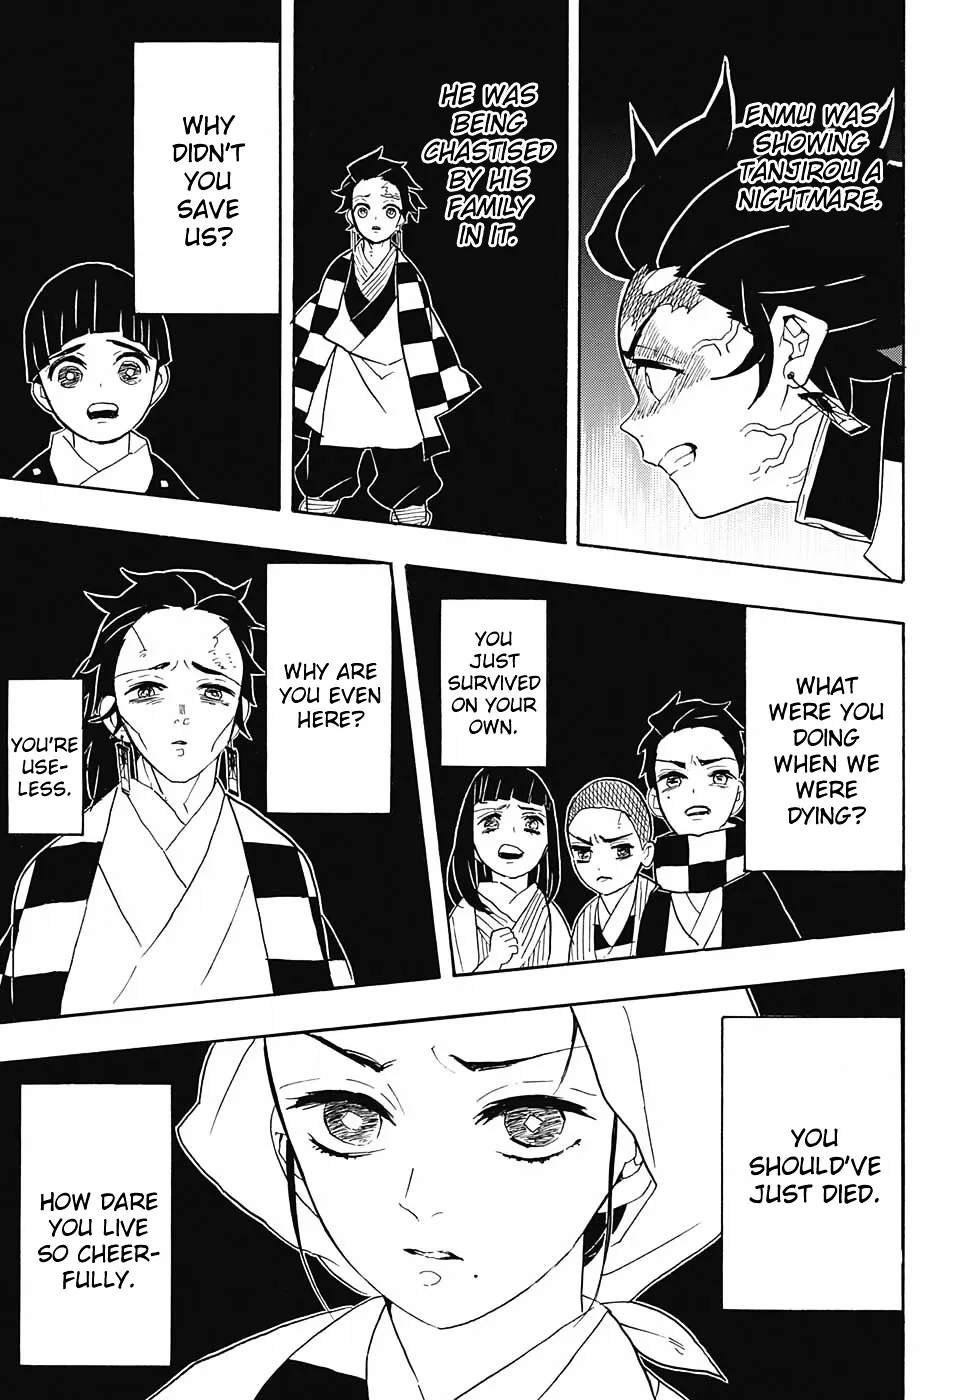 ENMU WAS
SHOWING
TANJIROU A
NIGHTMARE.
HE WAS
BEING
CHASTISED
BY HIS
FAMILY
IN IT.
WHY
DIDN'T
YOU
SAVE
US?
WHAT
WERE YOU
DOING
WHEN WE
WERE
DYING?
YOU
JUST
SURVIVED
ON YOUR
OWN.
WHY ARE
YOU EVEN
HERE?
YOU'RE
USE-
LESS.
YOU
SHOULD'VE
JUST DIED.
HOW DARE
YOU LIVE
SO CHEER-
FULLY.